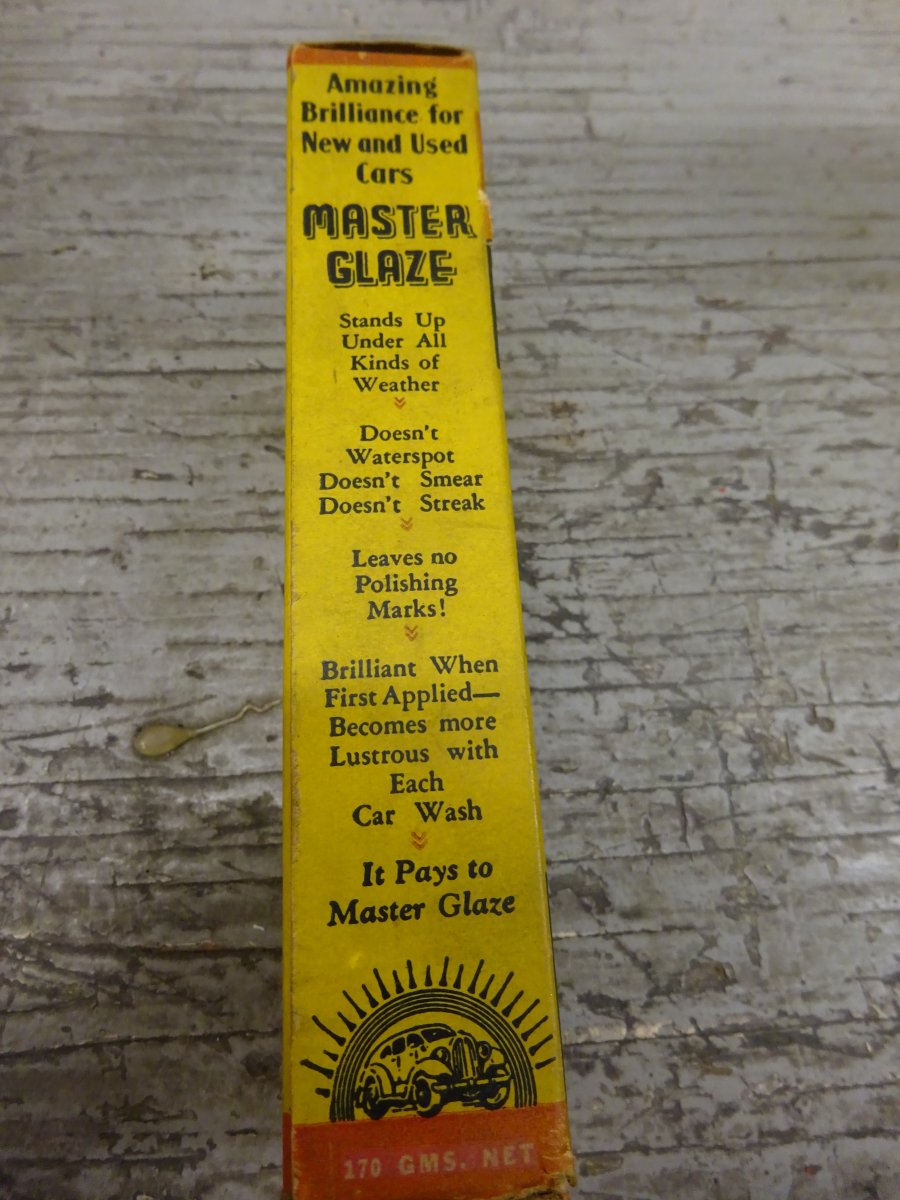 Amazing
Brilliance for
New and Used
Cars
MASTER
GLAZE
Stands Up
Under All
Kinds of
Weather
Doesn't
Waterspot
Doesn't Smear
Doesn't Streak
Leaves no
Polishing
Marks!
Brilliant When
First Applied—
Becomes more
Lustrous with
Each
Car Wash
It Pays to
Master Glaze
170 GMS. NET